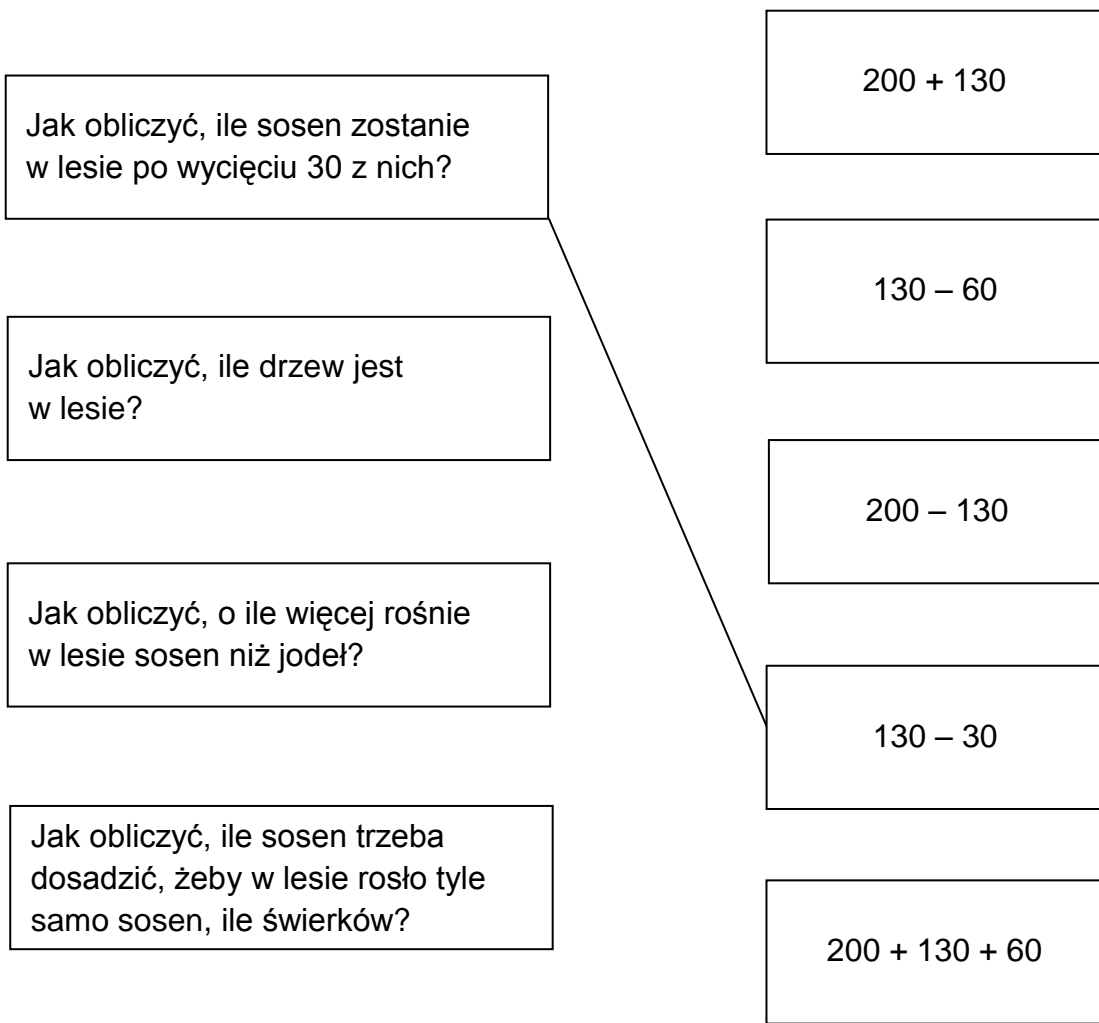 Jak obliczyć, ile sosen zostanie
w lesie po wycięciu 30 z nich?
Jak obliczyć, ile drzew jest
w lesie?
Jak obliczyć, o ile więcej rośnie
w lesie sosen niż jodeł?
Jak obliczyć, ile sosen trzeba
dosadzić, żeby w lesie rosło tyle
samo sosen, ile świerków?
200 + 130
130 – 60
200 – 130
130 – 30
200 + 130 + 60